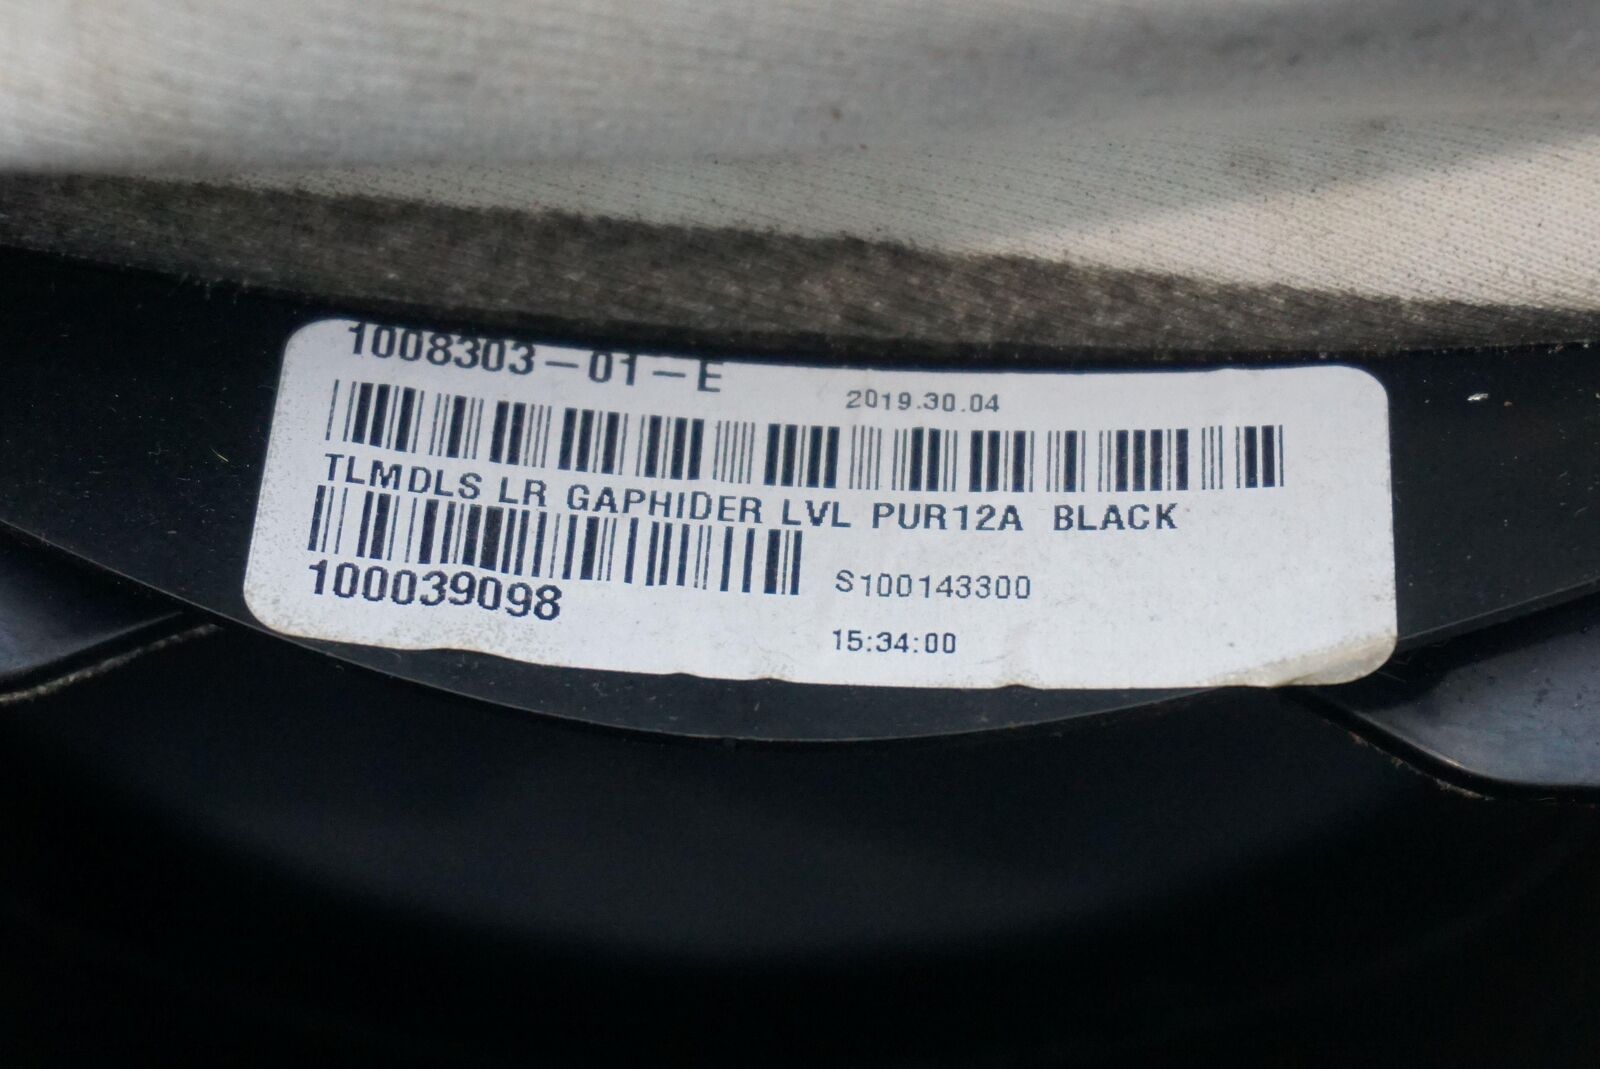 1008303-01-E
2019.30.04
TLMDLS LR GAPHIDER LVL PUR12A BLACK
100039098
S100143300
15:34:00